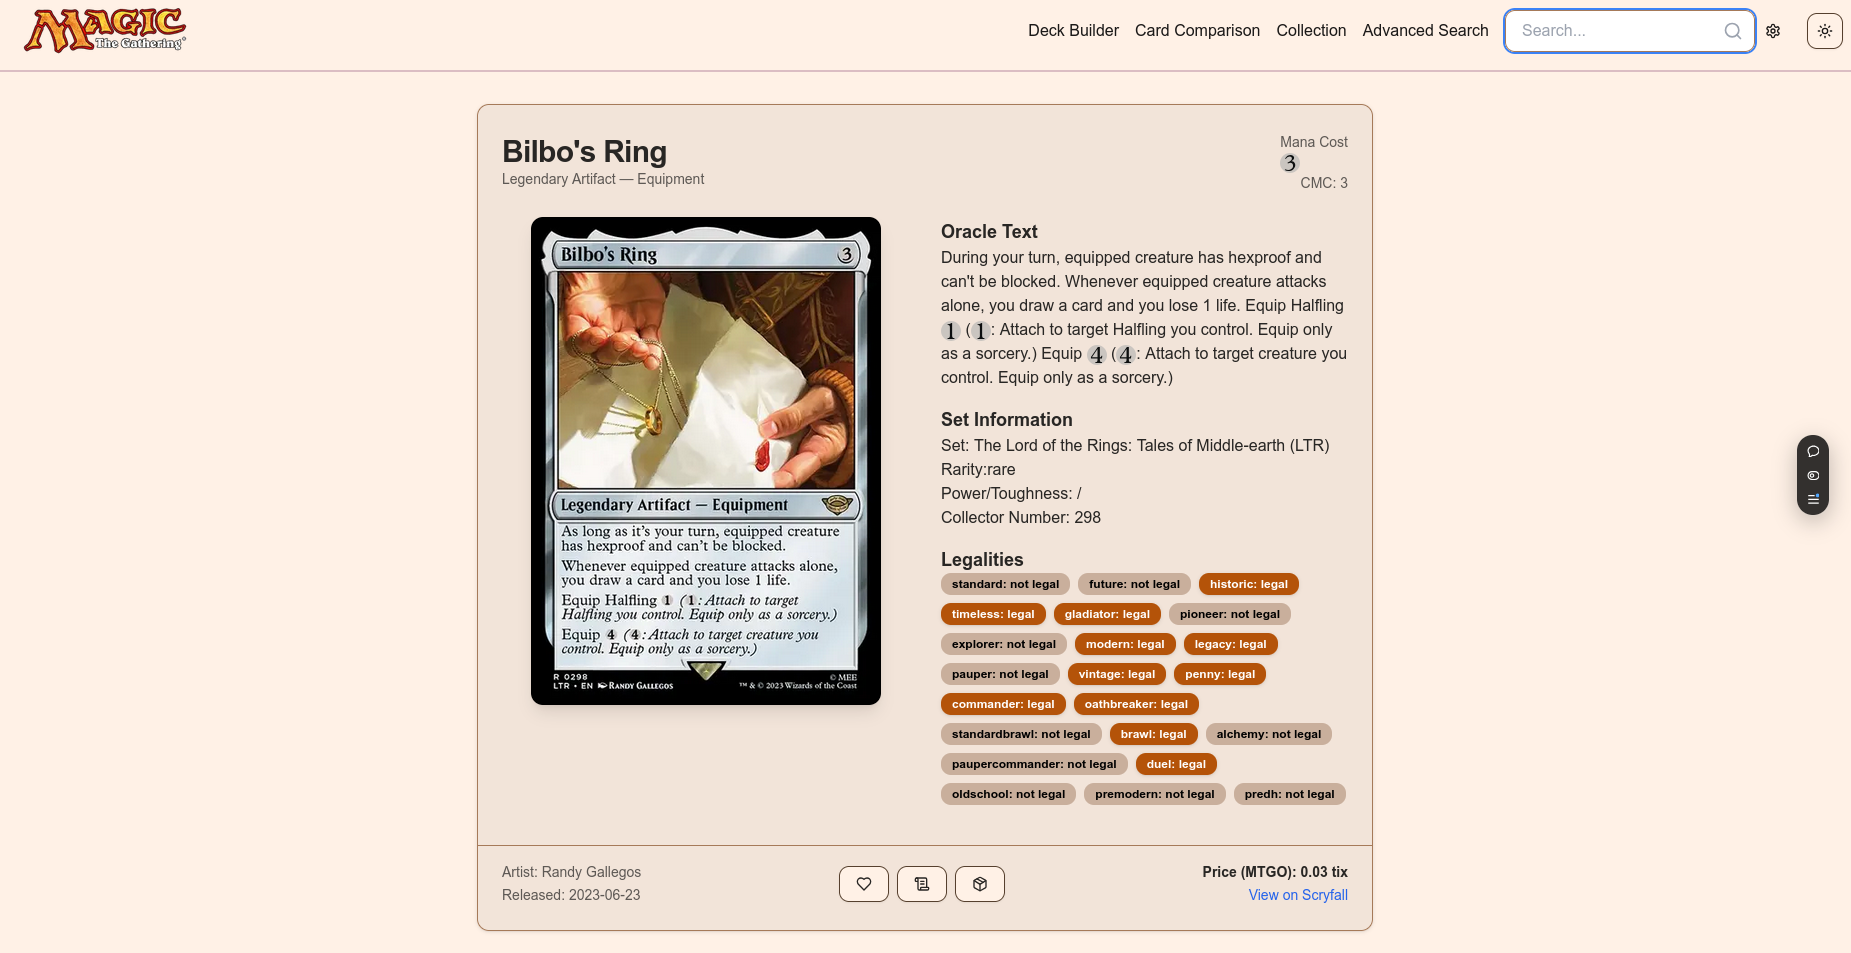 MAGIC
The Gathering®
Deck Builder
Card Comparison
Collection
Advanced Search
Search...
Bilbo's Ring
Legendary Artifact — Equipment
Mana Cost
3
CMC: 3
Bilbo's Ring 3
Legendary Artifact — Equipment
As long as it's your turn, equipped creature
has hexproof and can't be blocked.
Whenever equipped creature attacks alone,
you draw a card and you lose 1 life.
Equip Halfling 1 (1: Attach to target
Halfling you control. Equip only as a sorcery.)
Equip 4 (4: Attach to target creature you
control. Equip only as a sorcery.)
R 0298
LTR • EN Randy Gallegos
© MEE
™ & © 2023 Wizards of the Coast
Oracle Text
During your turn, equipped creature has hexproof and
can't be blocked. Whenever equipped creature attacks
alone, you draw a card and you lose 1 life. Equip Halfling
1 (1: Attach to target Halfling you control. Equip only
as a sorcery.) Equip 4 (4: Attach to target creature you
control. Equip only as a sorcery.)
Set Information
Set: The Lord of the Rings: Tales of Middle-earth (LTR)
Rarity:rare
Power/Toughness: /
Collector Number: 298
Legalities
standard: not legal future: not legal historic: legal
timeless: legal gladiator: legal pioneer: not legal
explorer: not legal modern: legal legacy: legal
pauper: not legal vintage: legal penny: legal
commander: legal oathbreaker: legal
standardbrawl: not legal brawl: legal alchemy: not legal
paupercommander: not legal duel: legal
oldschool: not legal premodern: not legal predh: not legal
Artist: Randy Gallegos
Released: 2023-06-23
Price (MTGO): 0.03 tix
View on Scryfall